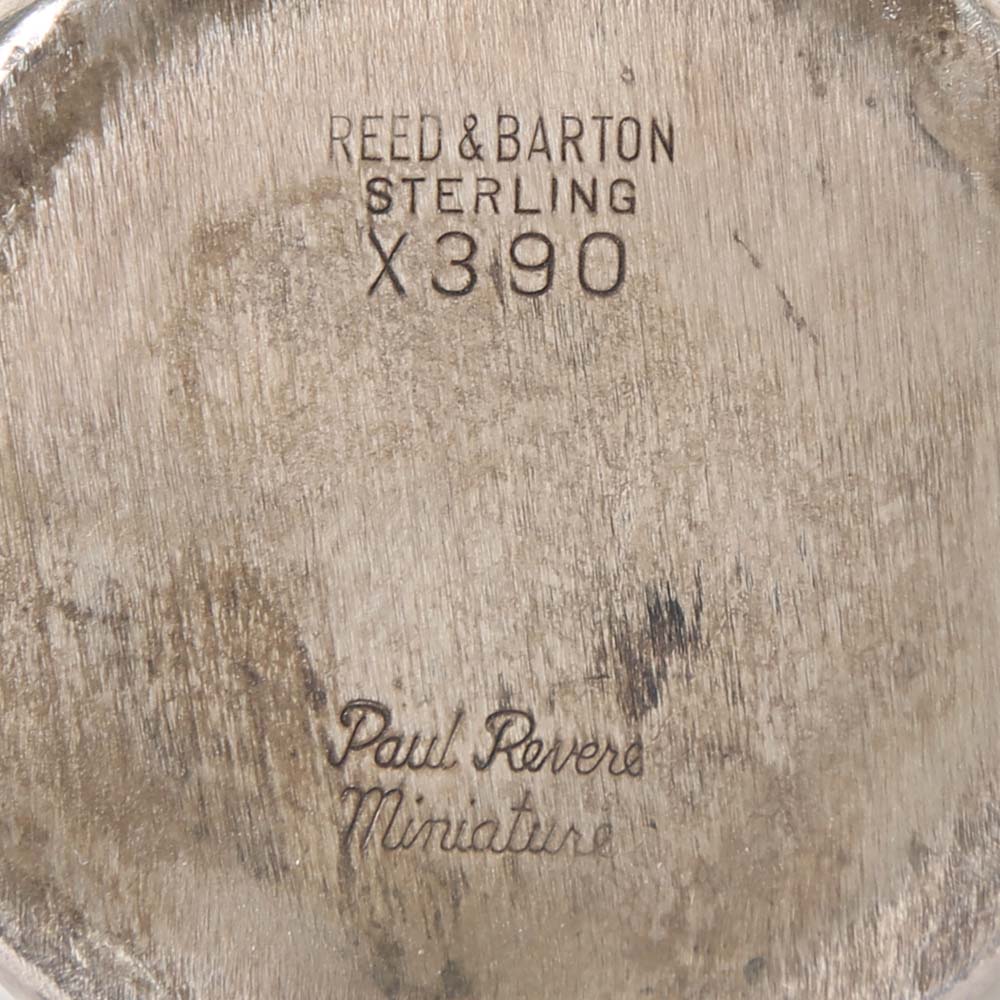 REED & BARTON
STERLING
X390
Paul Revere
Miniature